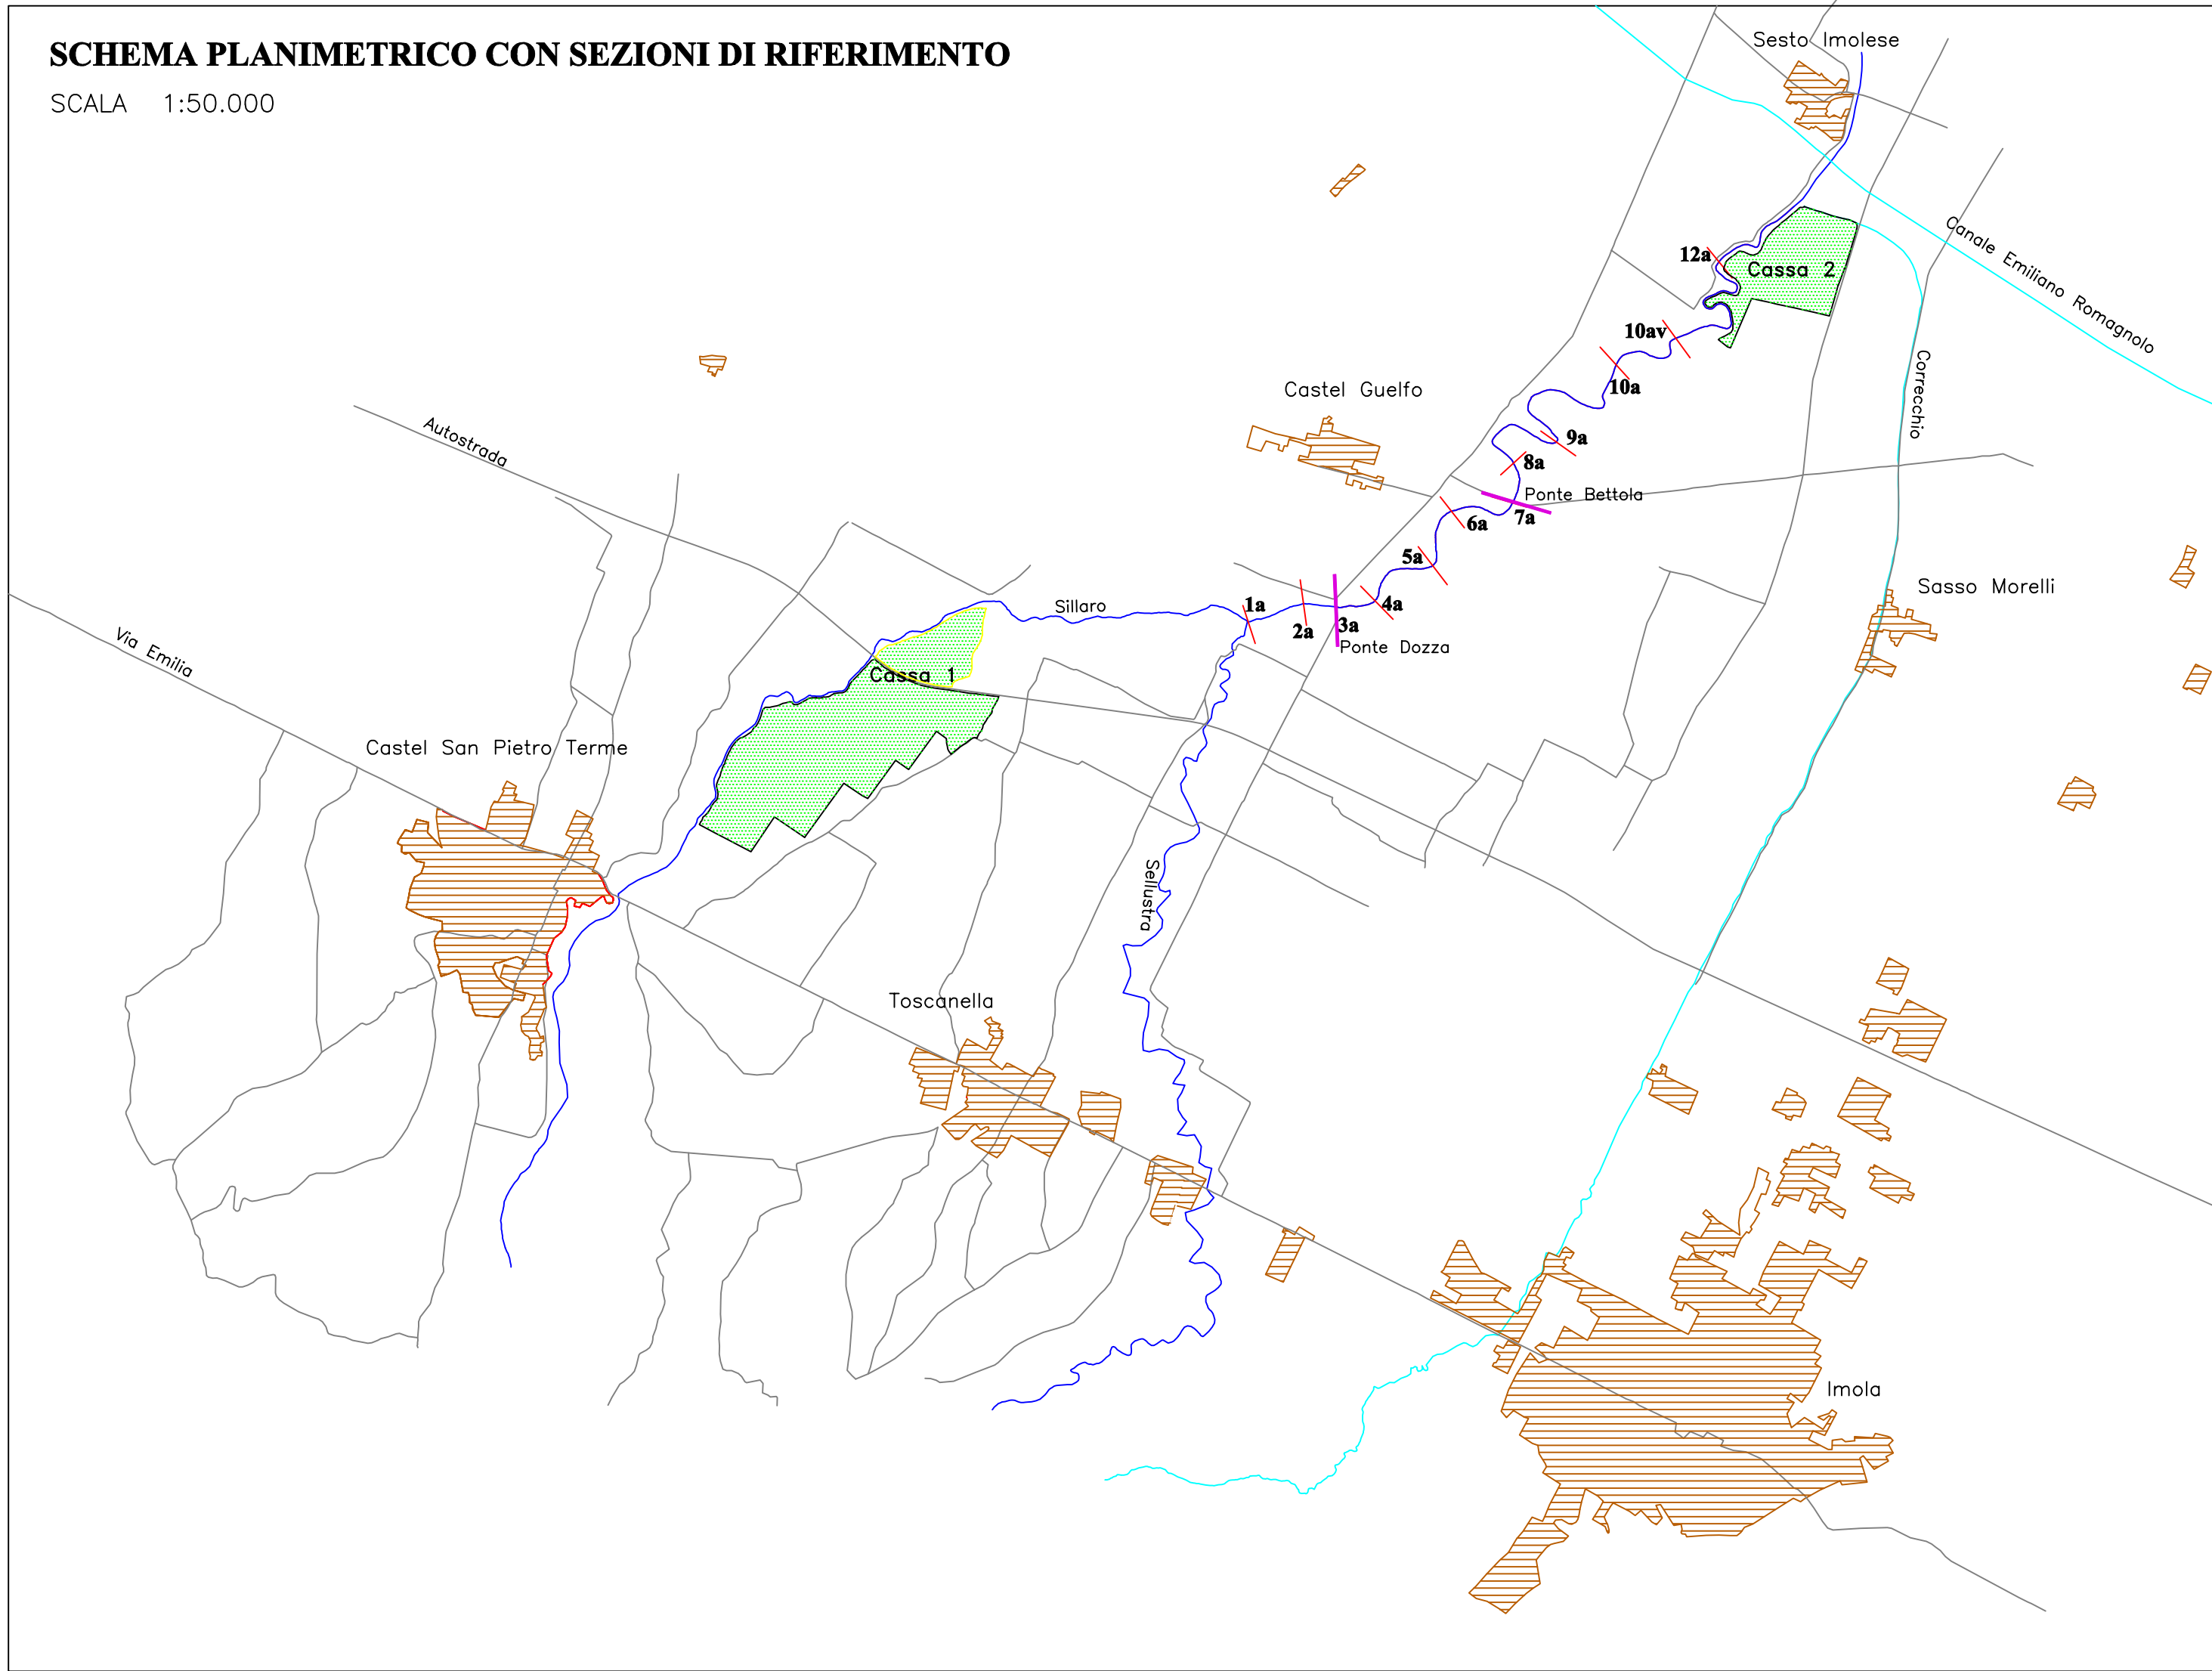 SCHEMA PLANIMETRICO CON SEZIONI DI RIFERIMENTO
SCALA 1:50.000
Sesto Imolese
Canale Emiliano Romagnolo
12a
Cassa 2
10av
10a
Correcchio
Castel Guelfo
Autostrada
9a
8a
Ponte Bettola
7a
6a
5a
Sasso Morelli
Sillaro
1a
2a
3a
4a
Ponte Dozza
Via Emilia
Cassa 1
Castel San Pietro Terme
Sellustra
Toscanella
Imola